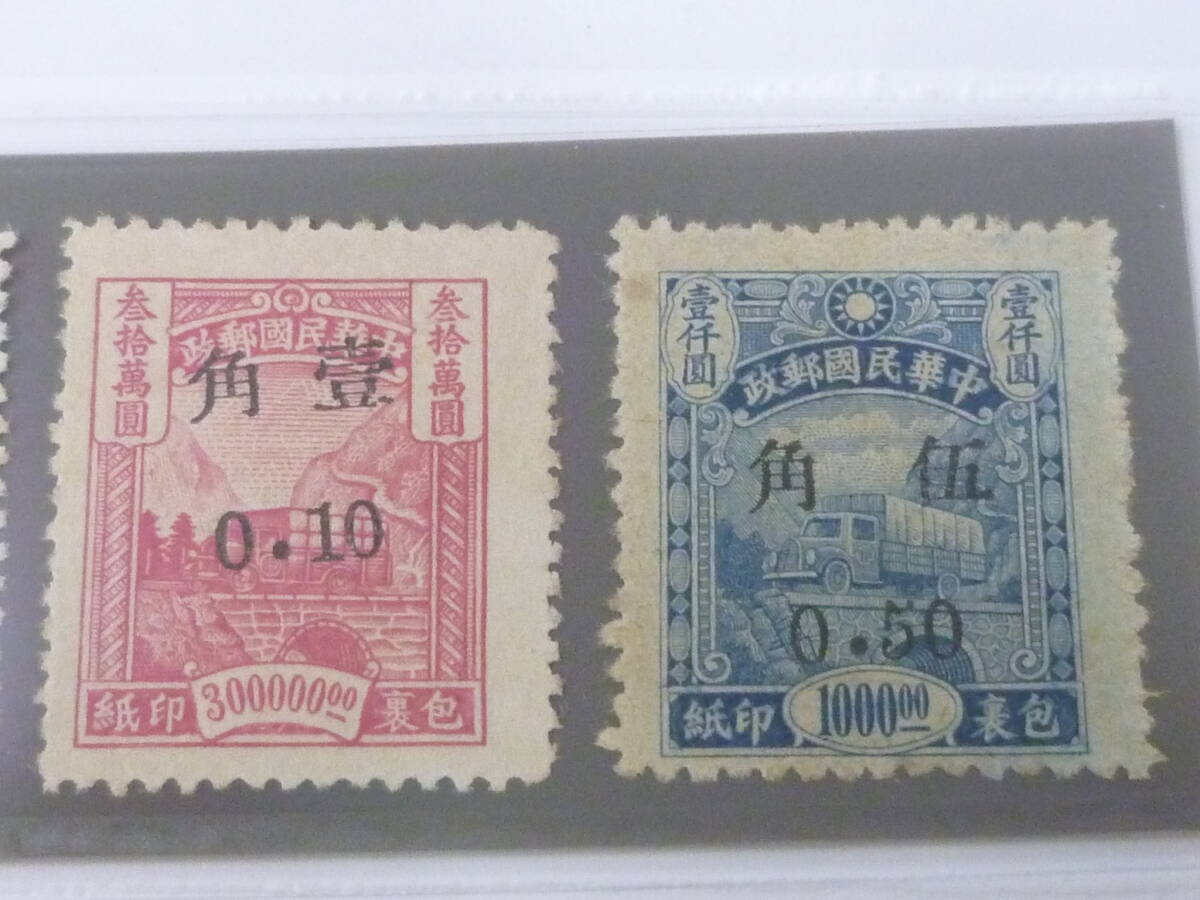 叁拾萬圓
叁拾萬圓
政郵國民華中
角 壹
0.10
300000.00
紙印 裹包
壹仟圓
壹仟圓
政郵國民華中
角 伍
0.50
1000.00
紙印 裹包